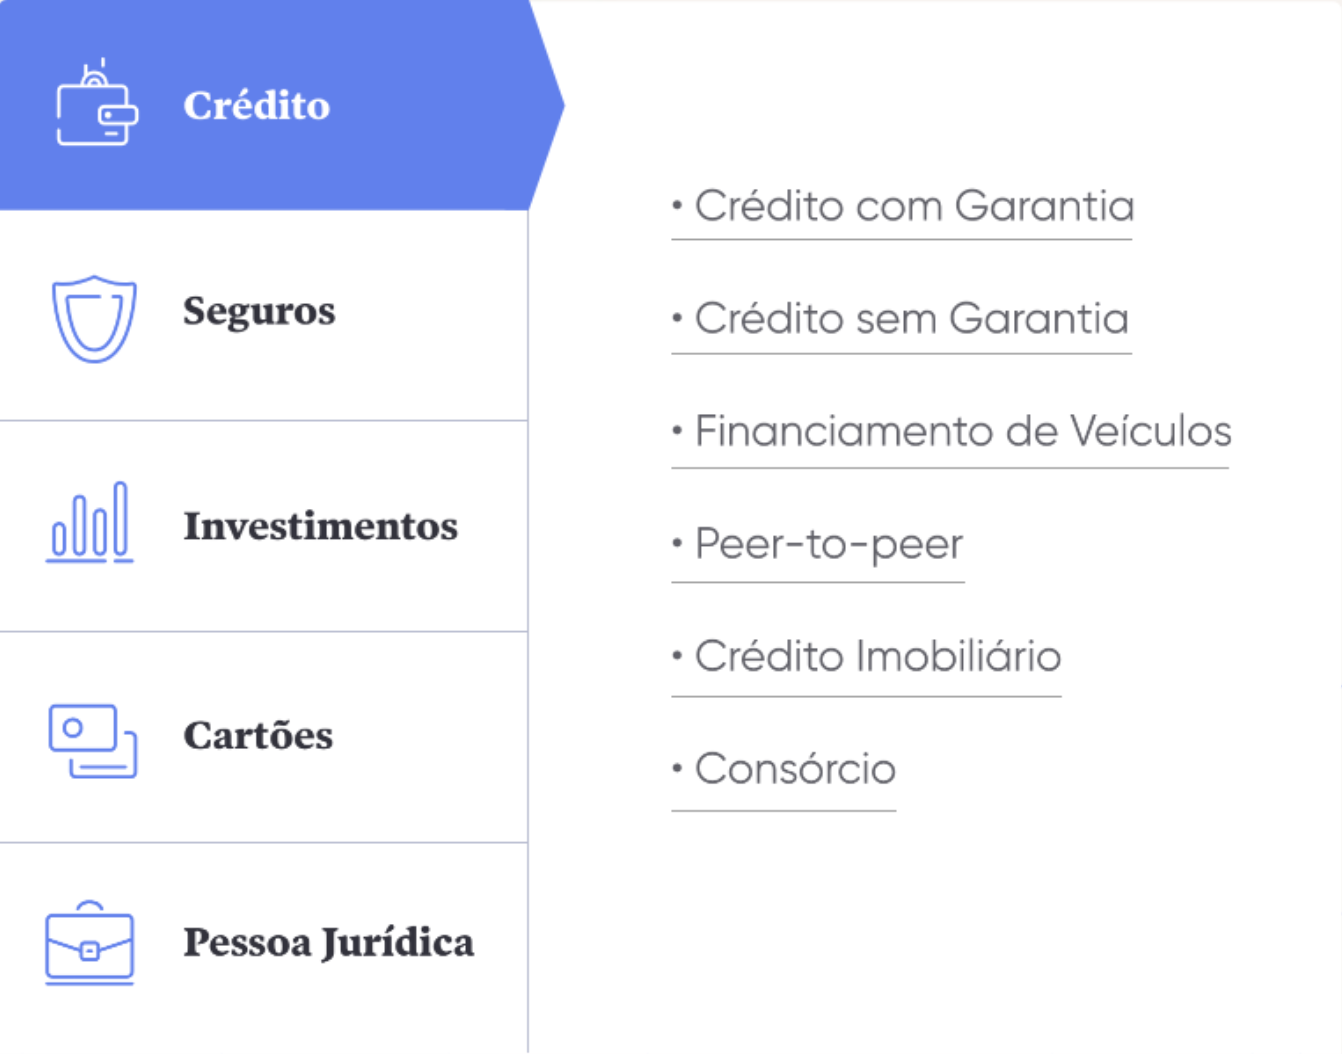 Crédito
Seguros
Investimentos
Cartões
Pessoa Jurídica
• Crédito com Garantia
• Crédito sem Garantia
• Financiamento de Veículos
• Peer-to-peer
• Crédito Imobiliário
• Consórcio